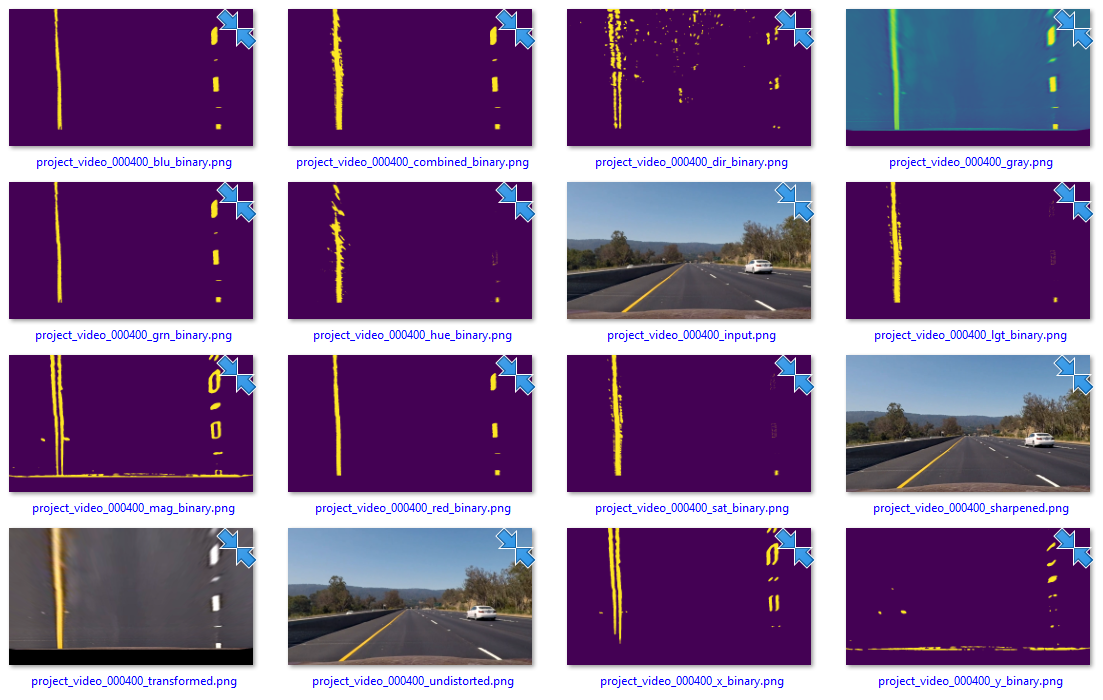 project_video_000400_blu_binary.png
project_video_000400_combined_binary.png
project_video_000400_dir_binary.png
project_video_000400_gray.png
project_video_000400_grn_binary.png
project_video_000400_hue_binary.png
project_video_000400_input.png
project_video_000400_lgt_binary.png
project_video_000400_mag_binary.png
project_video_000400_red_binary.png
project_video_000400_sat_binary.png
project_video_000400_sharpened.png
project_video_000400_transformed.png
project_video_000400_undistorted.png
project_video_000400_x_binary.png
project_video_000400_y_binary.png